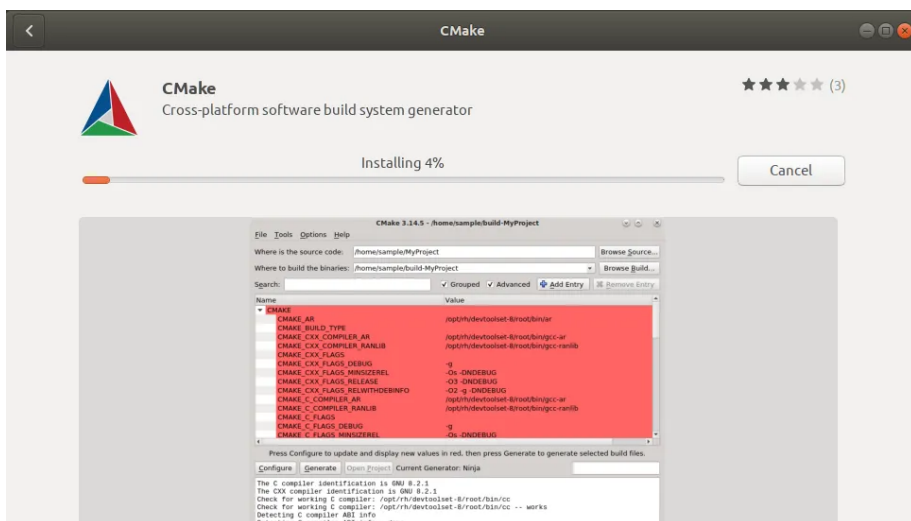 CMake
CMake
Cross-platform software build system generator
(3)
Installing 4%
Cancel
CMake 3.14.5 - /home/sample/build-MyProject
File Tools Options Help
Where is the source code: /home/sample/MyProject Browse Source...
Where to build the binaries: /home/sample/build-MyProject Browse Build...
Search: Grouped Advanced Add Entry Remove Entry
Name Value
CMAKE
CMAKE_AR /opt/rh/devtoolset-8/root/bin/ar
CMAKE_BUILD_TYPE
CMAKE_CXX_COMPILER_AR /opt/rh/devtoolset-8/root/bin/gcc-ar
CMAKE_CXX_COMPILER_RANLIB /opt/rh/devtoolset-8/root/bin/gcc-ranlib
CMAKE_CXX_FLAGS
CMAKE_CXX_FLAGS_DEBUG -g
CMAKE_CXX_FLAGS_MINSIZEREL -Os -DNDEBUG
CMAKE_CXX_FLAGS_RELEASE -O3 -DNDEBUG
CMAKE_CXX_FLAGS_RELWITHDEBINFO -O2 -g -DNDEBUG
CMAKE_C_COMPILER_AR /opt/rh/devtoolset-8/root/bin/gcc-ar
CMAKE_C_COMPILER_RANLIB /opt/rh/devtoolset-8/root/bin/gcc-ranlib
CMAKE_C_FLAGS
CMAKE_C_FLAGS_DEBUG -g
CMAKE_C_FLAGS_MINSIZEREL -Os -DNDEBUG
Press Configure to update and display new values in red, then press Generate to generate selected build files.
Configure Generate Open Project Current Generator: Ninja
The C compiler identification is GNU 8.2.1
The CXX compiler identification is GNU 8.2.1
Check for working C compiler: /opt/rh/devtoolset-8/root/bin/cc
Check for working C compiler: /opt/rh/devtoolset-8/root/bin/cc -- works
Detecting C compiler ABI info